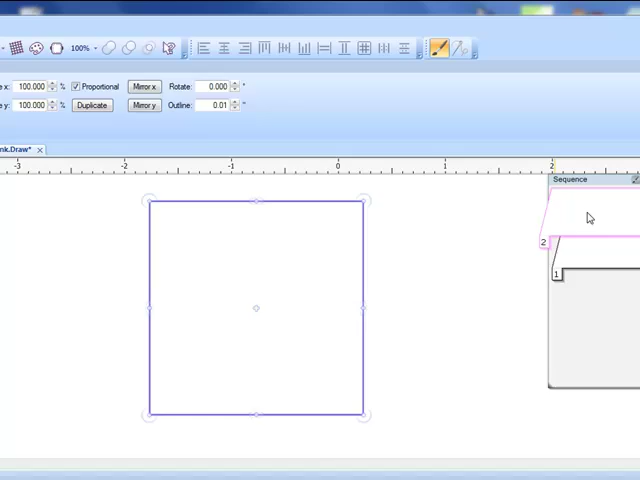 100%
e x: 100.000 % Proportional Mirror x Rotate: 0.000 °
e y: 100.000 % Duplicate Mirror y Outline: 0.01 "
nk.Draw*
-3 -2 -1 0 2
Sequence
2
1